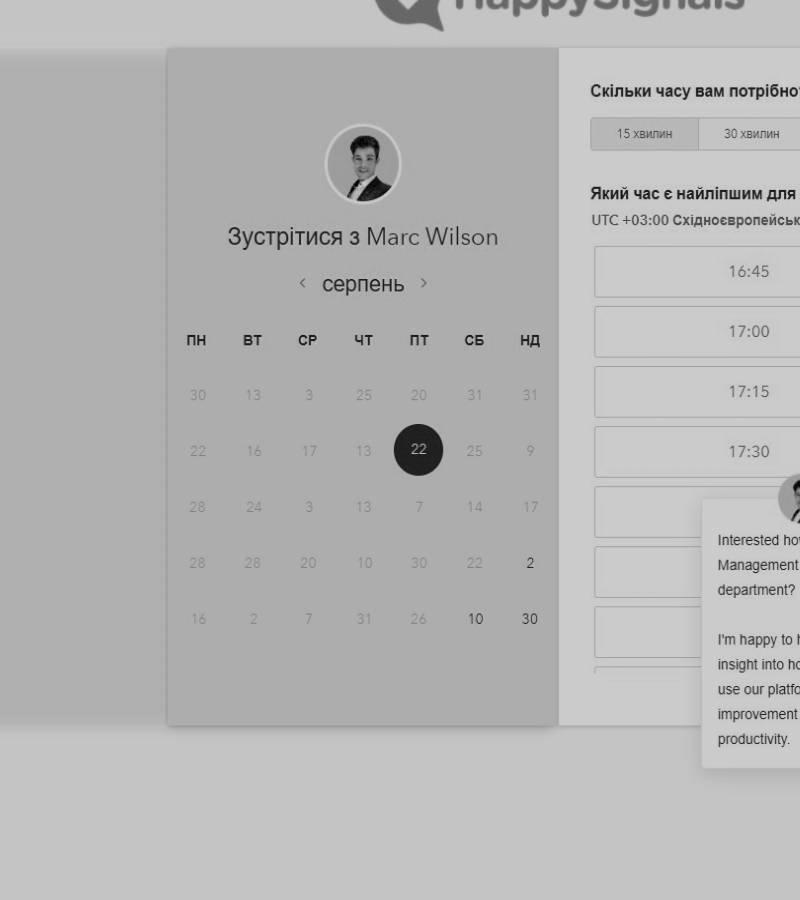 HappySignals
Зустрітися з Marc Wilson
серпень
ПН ВТ СР ЧТ ПТ СБ НД
30 13 3 25 20 31 31
22 16 17 13 22 25 9
28 24 3 13 7 14 17
28 28 20 10 30 22 2
16 2 7 31 26 10 30
Скільки часу вам потрібно
15 хвилин 30 хвилин
Який час є найліпшим для
UTC +03:00
16:45
17:00
17:15
17:30
Interested
Management
department?
I'm happy to
insight into
use our
improvement
productivity.